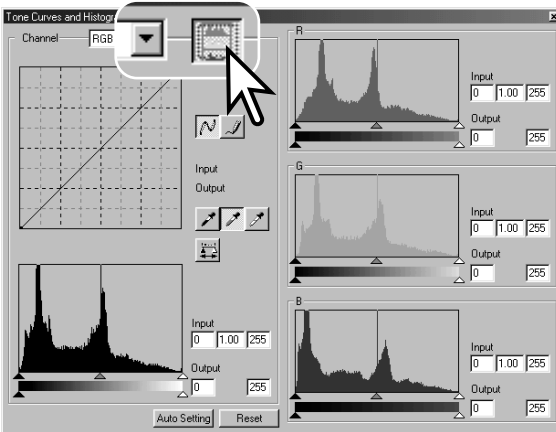 Tone Curves and Histogr
Channel
RGB
Input
Output
Input
0 1.00 255
Output
0 255
Auto Setting
Reset
R
Input
0 1.00 255
Output
0 255
G
Input
0 1.00 255
Output
0 255
B
Input
0 1.00 255
Output
0 255